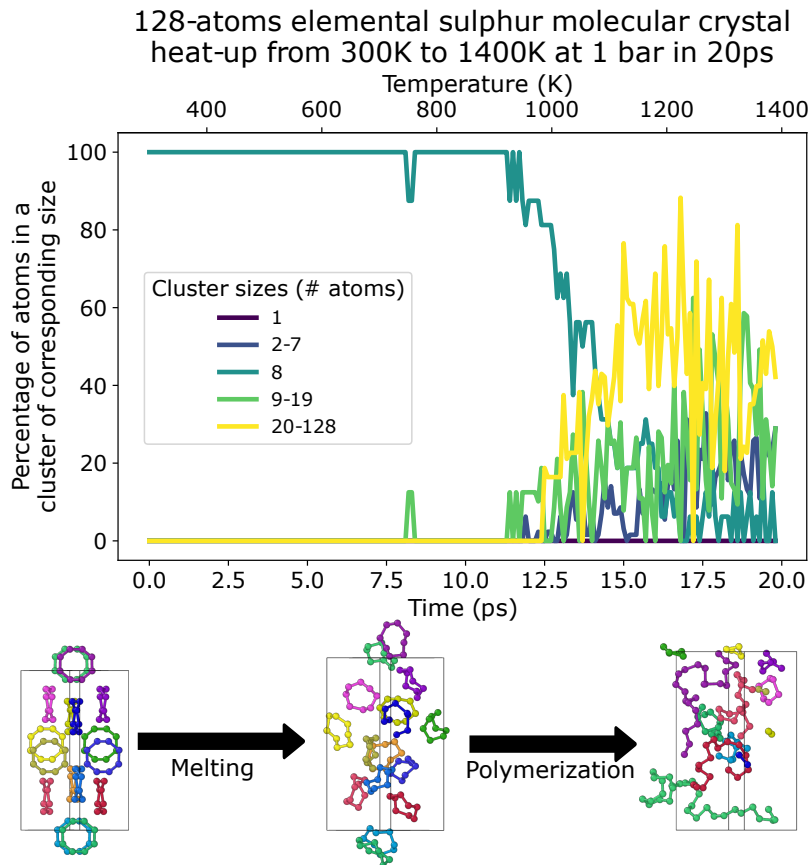 128-atoms elemental sulphur molecular crystal
heat-up from 300K to 1400K at 1 bar in 20ps
Temperature (K)
400 600 800 1000 1200 1400
Percentage of atoms in a
cluster of corresponding size
100
80
60
40
20
0
Cluster sizes (# atoms)
1
2-7
8
9-19
20-128
0.0 2.5 5.0 7.5 10.0 12.5 15.0 17.5 20.0
Time (ps)
Melting
Polymerization